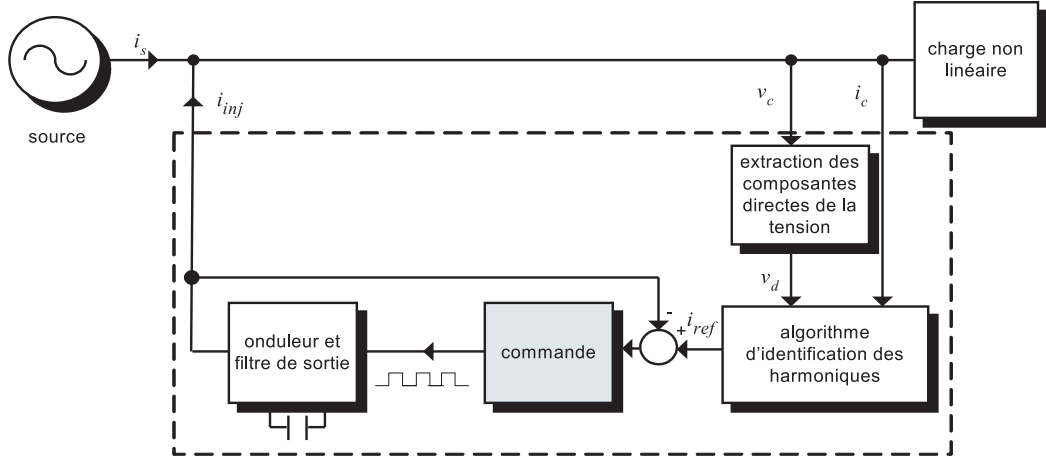 i_s
source
i_inj
v_c
i_c
charge non
linéaire
extraction des
composantes
directes de la
tension
v_d
onduleur et
filtre de sortie
commande
-
+
i_ref
algorithme
d'identification des
harmoniques